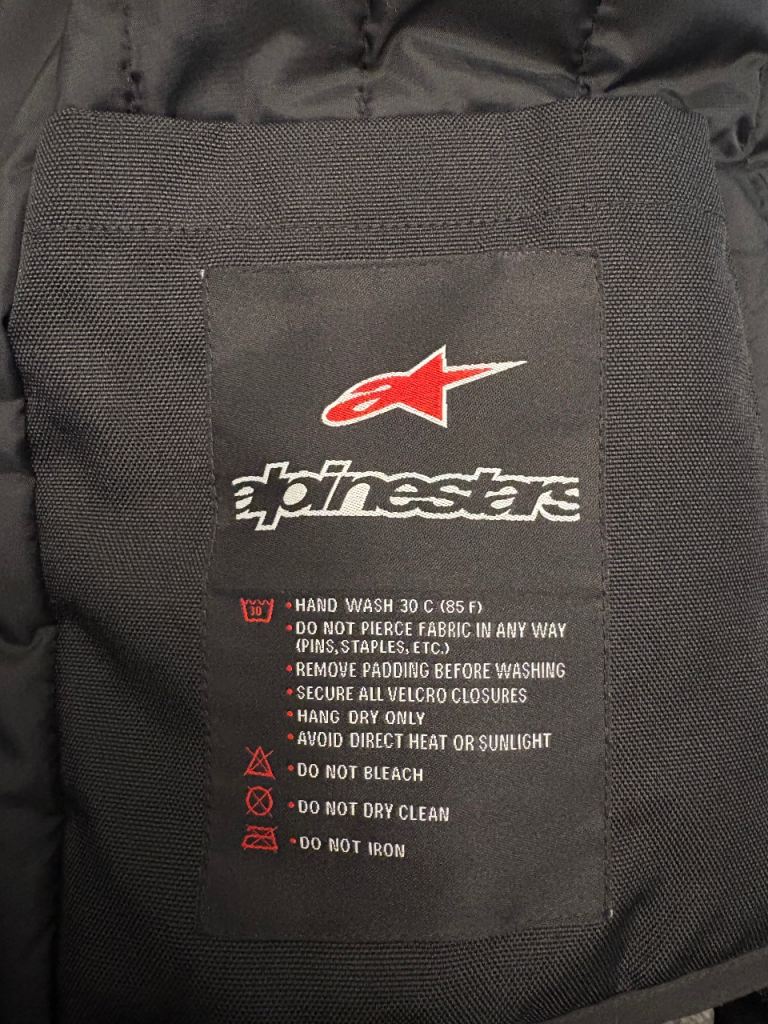 alpinestars
30
• HAND WASH 30 C (85 F)
• DO NOT PIERCE FABRIC IN ANY WAY
(PINS, STAPLES, ETC.)
• REMOVE PADDING BEFORE WASHING
• SECURE ALL VELCRO CLOSURES
• HANG DRY ONLY
• AVOID DIRECT HEAT OR SUNLIGHT
• DO NOT BLEACH
• DO NOT DRY CLEAN
• DO NOT IRON